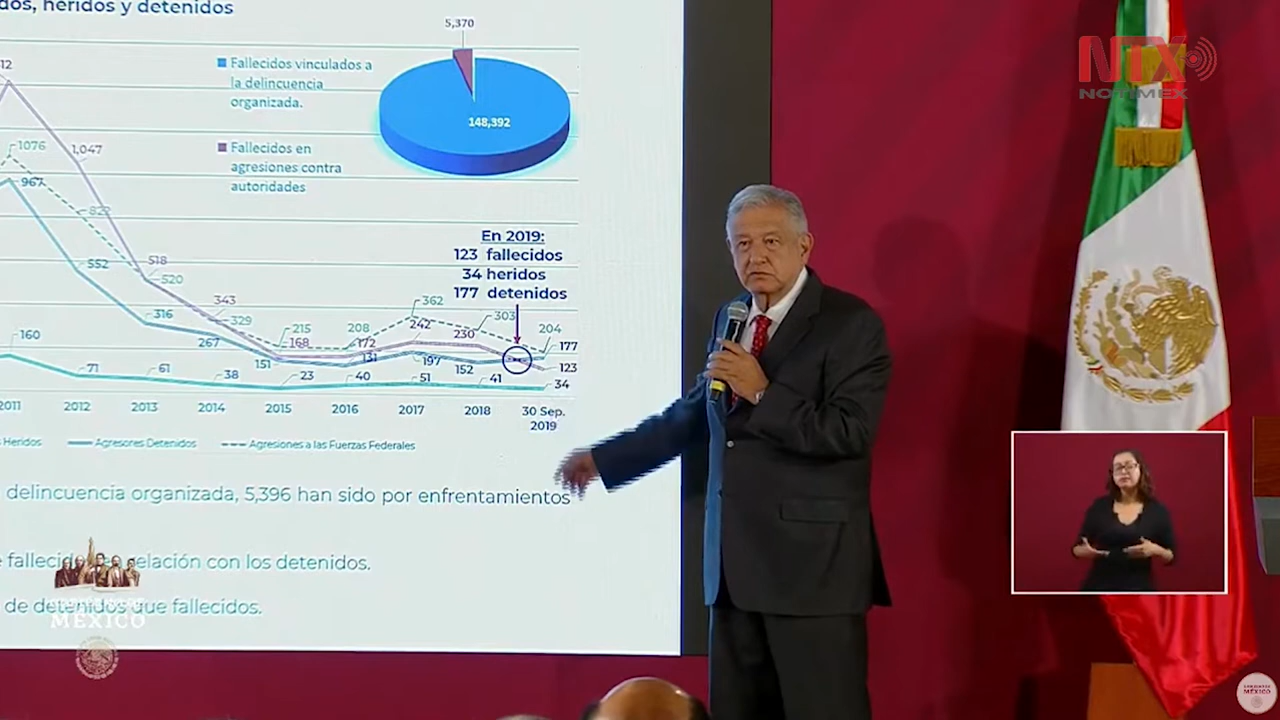 dos, heridos y detenidos
5,370
Fallecidos vinculados a
la delincuencia
organizada.
148,392
Fallecidos en
agresiones contra
autoridades
12
1,047
1076
967
822
552
518
520
316
343
329
267
En 2019:
123 fallecidos
34 heridos
177 detenidos
215
168
151
208
172
131
362
242
197
303
230
152
204
177
123
160
71
61
38
23
40
51
41
34
2011 2012 2013 2014 2015 2016 2017 2018 30 Sep.
2019
Heridos Agresores Detenidos Agresiones a las Fuerzas Federales
delincuencia organizada, 5,396 han sido por enfrentamientos
relación con los detenidos.
de detenidos que fallecidos.
MÉXICO
NTX
NOTIMEX
MÉXICO